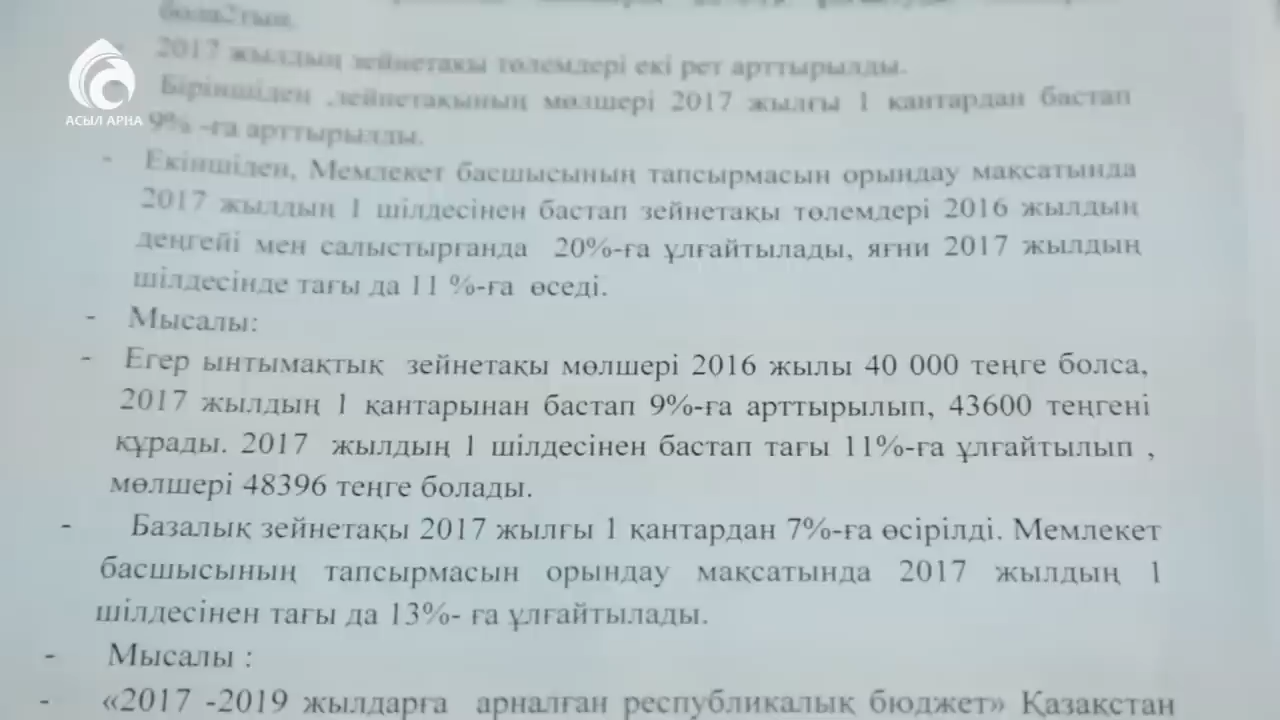 2017 жылдың зейнетақы төлемдері екі рет арттырылды.
АСЫЛ АРНА
Біріншіден ,зейнетақының мөлшері 2017 жылғы 1 қантардан бастап
9% -ға арттырылды.
- Екіншіден, Мемлекет басшысының тапсырмасын орындау мақсатында
2017 жылдың 1 шілдесінен бастап зейнетақы төлемдері 2016 жылдың
деңгейі мен салыстырғанда 20%-ға ұлғайтылады, яғни 2017 жылдың
шілдесінде тағы да 11 %-ға өседі.
- Мысалы:
- Егер ынтымақтық зейнетақы мөлшері 2016 жылы 40 000 теңге болса,
2017 жылдың 1 қантарынан бастап 9%-ға арттырылып, 43600 теңгені
құрады. 2017 жылдың 1 шілдесінен бастап тағы 11%-ға ұлғайтылып ,
мөлшері 48396 теңге болады.
- Базалық зейнетақы 2017 жылғы 1 қантардан 7%-ға өсірілді. Мемлекет
басшысының тапсырмасын орындау мақсатында 2017 жылдың 1
шілдесінен тағы да 13%- ға ұлғайтылады.
- Мысалы :
- «2017 -2019 жылдарға арналған республикалық бюджет» Қазақстан